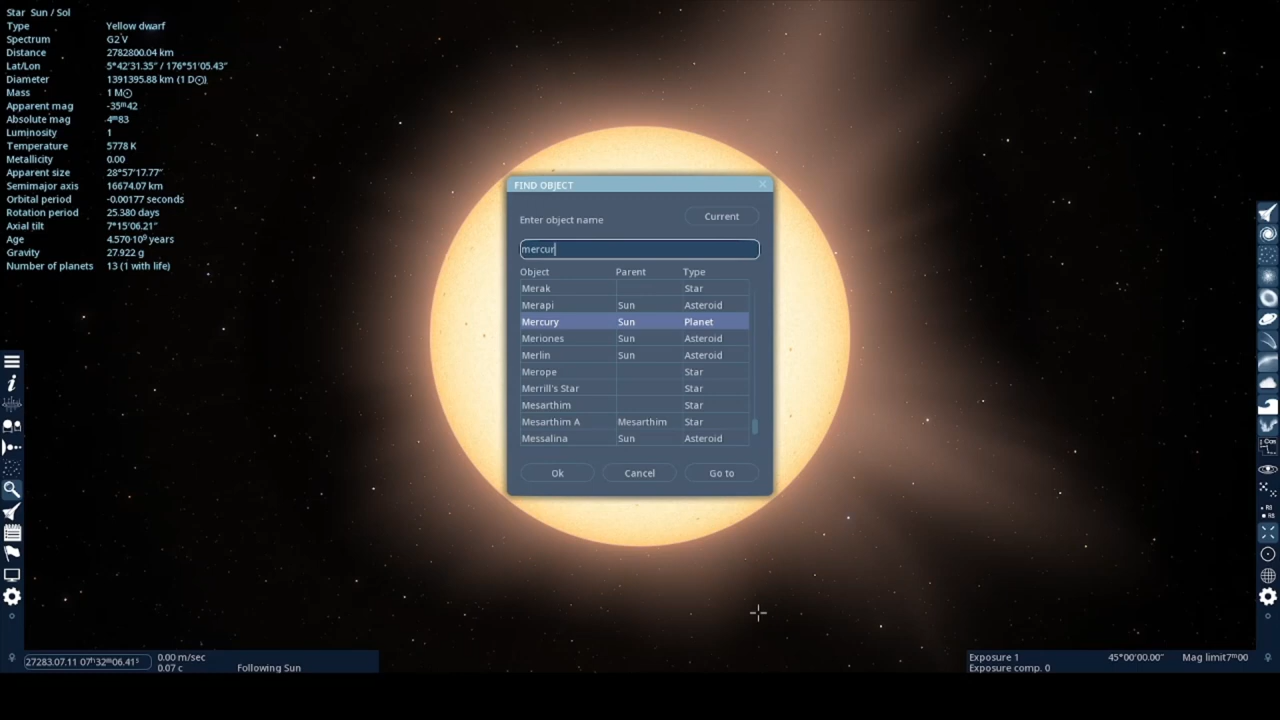 Star Sun / Sol
Type Yellow dwarf
Spectrum G2 V
Distance 2782800.04 km
Lat/Lon 5°42'31.35" / 176°51'05.43"
Diameter 1391395.88 km (1 D☉)
Mass 1 M☉
Apparent mag -35ᵐ42
Absolute mag 4ᵐ83
Luminosity 1
Temperature 5778 K
Metallicity 0.00
Apparent size 28°57'17.77"
Semimajor axis 16674.07 km
Orbital period -0.00177 seconds
Rotation period 25.380 days
Axial tilt 7°15'06.21"
Age 4.570·10⁹ years
Gravity 27.922 g
Number of planets 13 (1 with life)
FIND OBJECT
Enter object name Current
mercur
Object Parent Type
Merak Star
Merapi Sun Asteroid
Mercury Sun Planet
Meriones Sun Asteroid
Merlin Sun Asteroid
Merope Star
Merrill's Star Star
Mesarthim Star
Mesarthim A Mesarthim Star
Messalina Sun Asteroid
Ok Cancel Go to
27283.07.11 07ʰ32ᵐ06.41ˢ
0.00 m/sec
0.07 c Following Sun
Exposure 1 45°00'00.00" Mag limit7ᵐ00
Exposure comp. 0